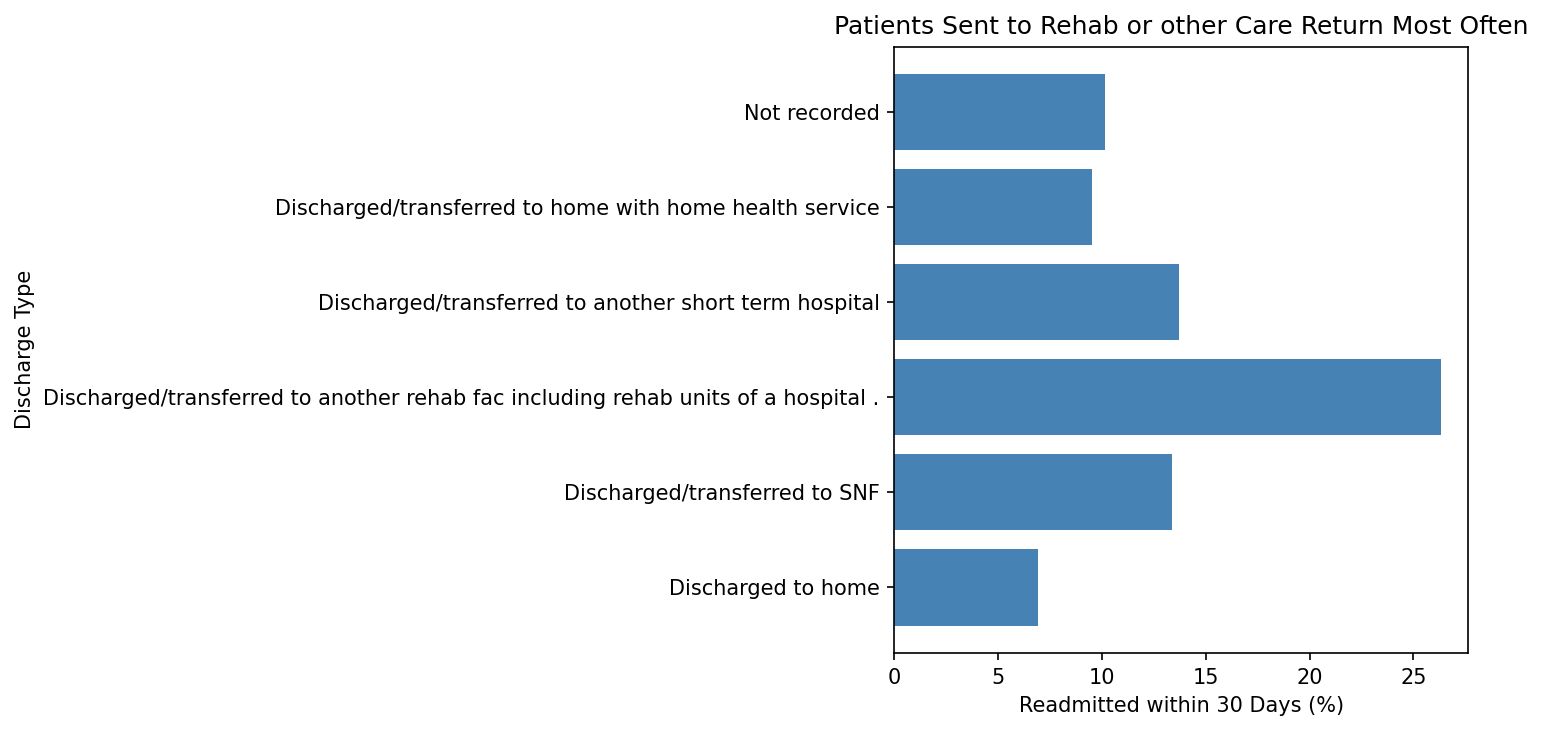 Patients Sent to Rehab or other Care Return Most Often
Discharge Type
Not recorded
Discharged/transferred to home with home health service
Discharged/transferred to another short term hospital
Discharged/transferred to another rehab fac including rehab units of a hospital .
Discharged/transferred to SNF
Discharged to home
0 5 10 15 20 25
Readmitted within 30 Days (%)